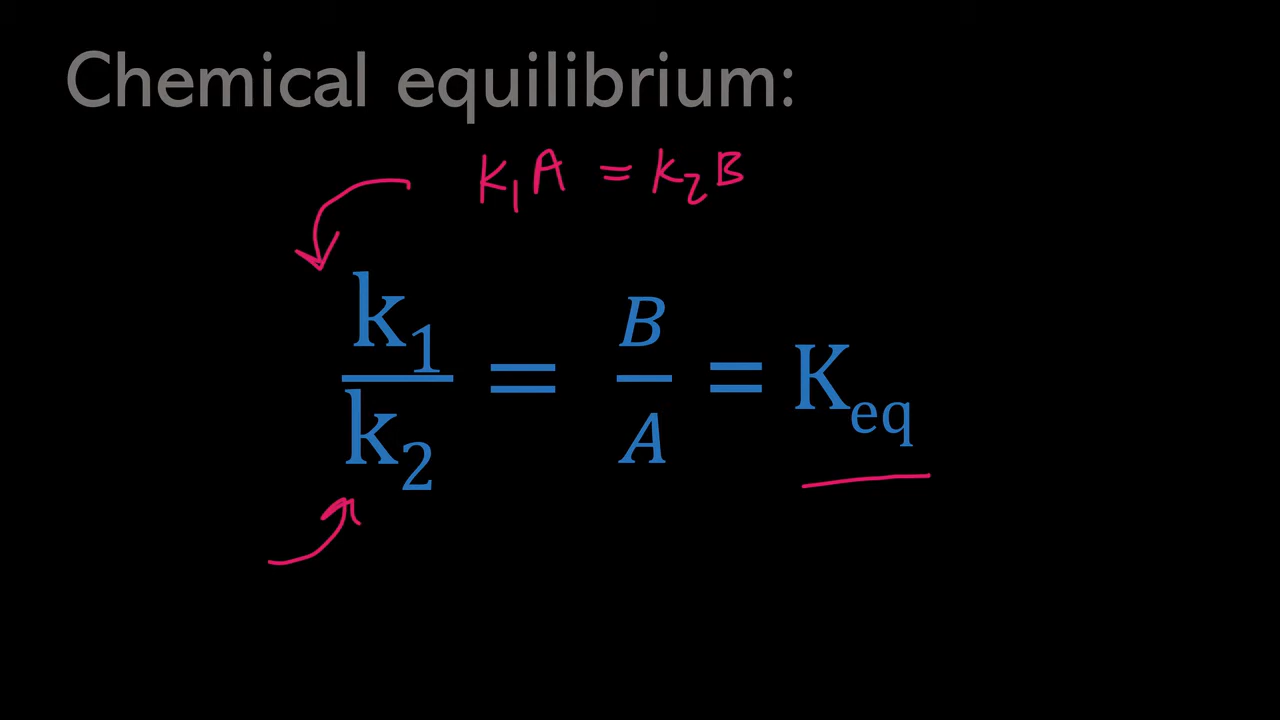 Chemical equilibrium:
K₁A = K₂B
k₁/k₂ = B/A = Kₑq